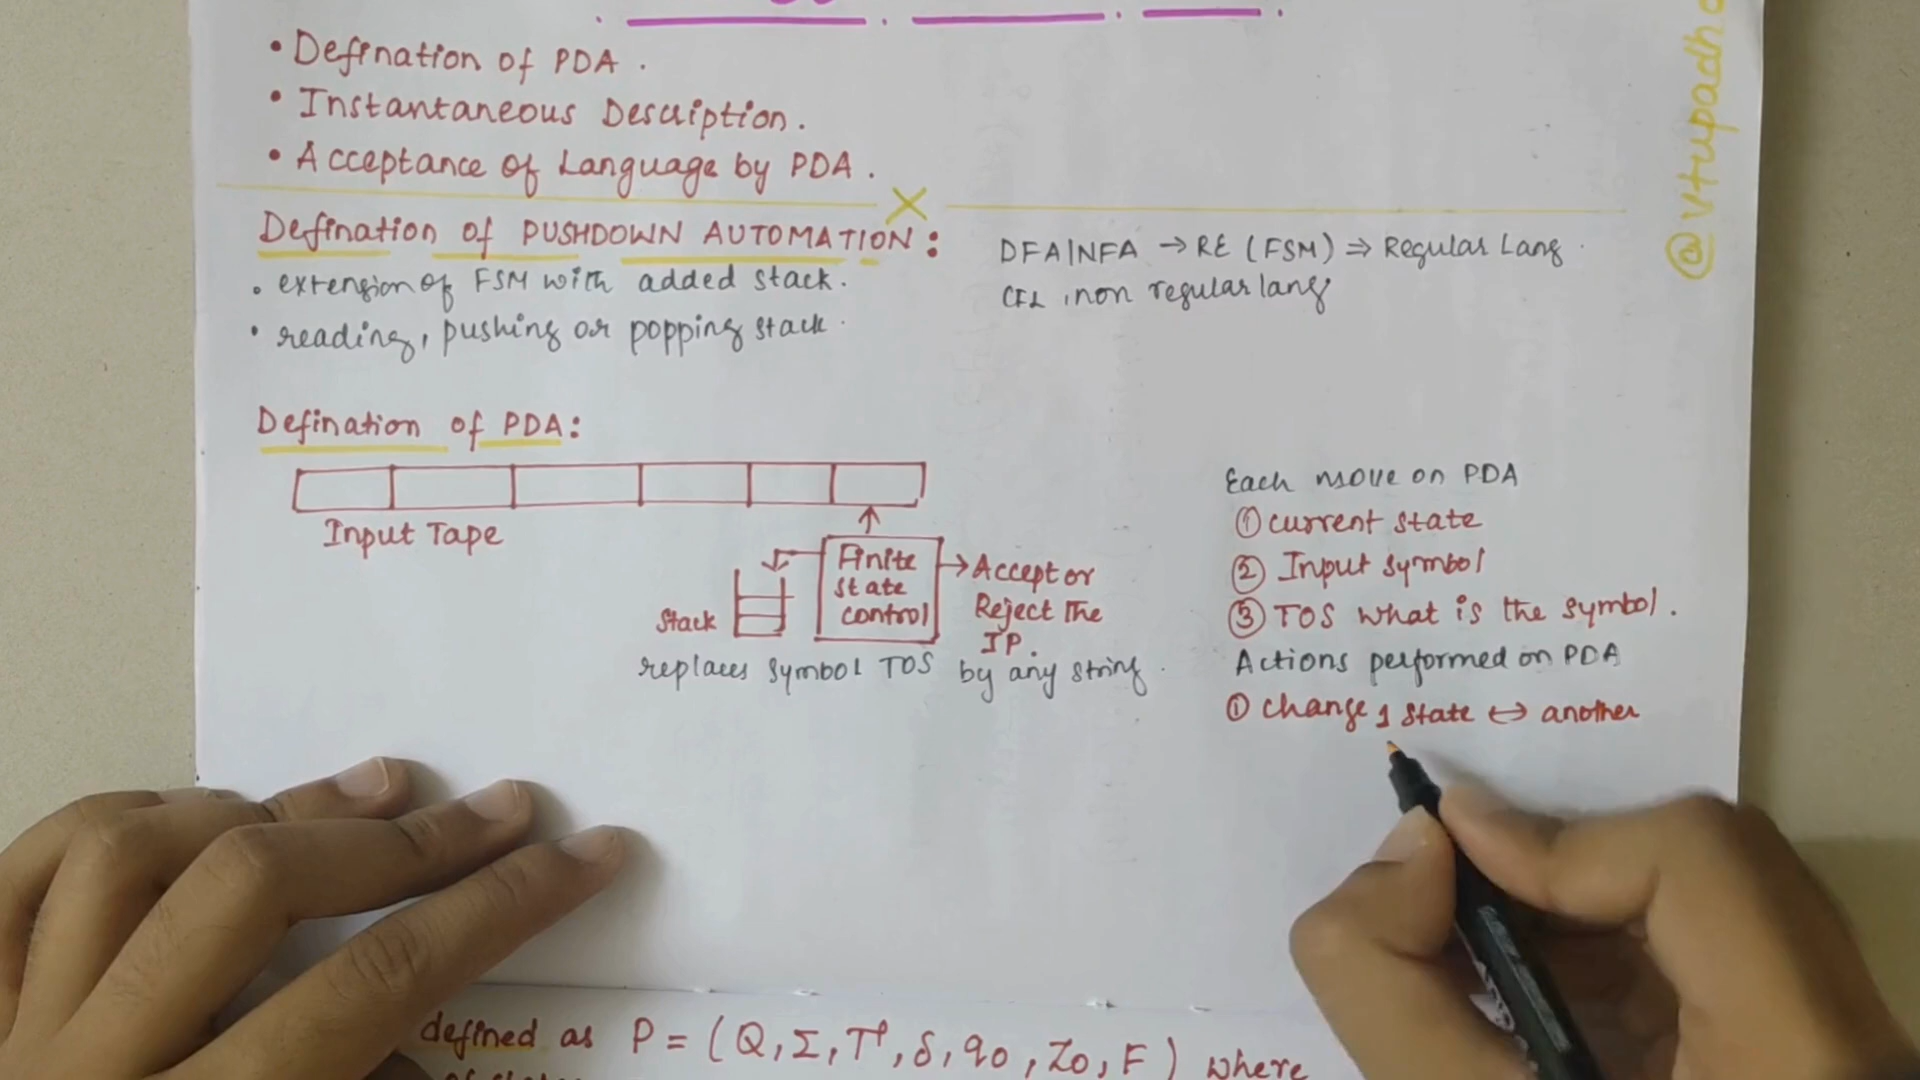 • Defination of PDA.
• Instantaneous Description.
• Acceptance of Language by PDA.
Defination of PUSHDOWN AUTOMATION:
• extension of FSM with added stack.
• reading, pushing or popping stack.
DFA|NFA → RE (FSM) ⇒ Regular Lang
CFL, non regular lang
Defination of PDA:
Input Tape
Stack
Finite
State
control
Accept or
Reject the
IP.
replaces symbol TOS by any string.
Each move on PDA
① current state
② Input symbol
③ TOS what is the symbol.
Actions performed on PDA
① change 1 state ↔ another
defined as P = (Q, Σ, Γ, δ, q0, Z0, F) where
@vtupadh